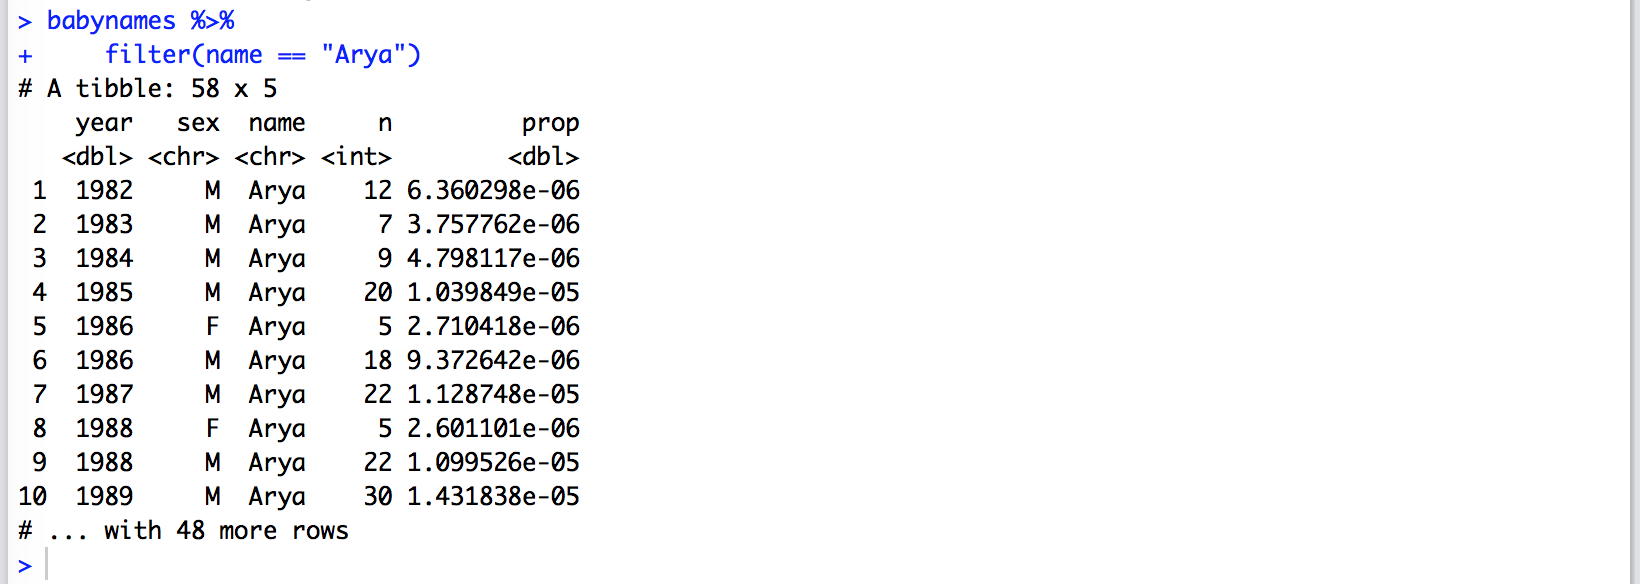 > babynames %>%
+     filter(name == "Arya")
# A tibble: 58 x 5
    year   sex  name     n         prop
   <dbl> <chr> <chr> <int>        <dbl>
 1  1982     M  Arya    12 6.360298e-06
 2  1983     M  Arya     7 3.757762e-06
 3  1984     M  Arya     9 4.798117e-06
 4  1985     M  Arya    20 1.039849e-05
 5  1986     F  Arya     5 2.710418e-06
 6  1986     M  Arya    18 9.372642e-06
 7  1987     M  Arya    22 1.128748e-05
 8  1988     F  Arya     5 2.601101e-06
 9  1988     M  Arya    22 1.099526e-05
10  1989     M  Arya    30 1.431838e-05
# ... with 48 more rows
>